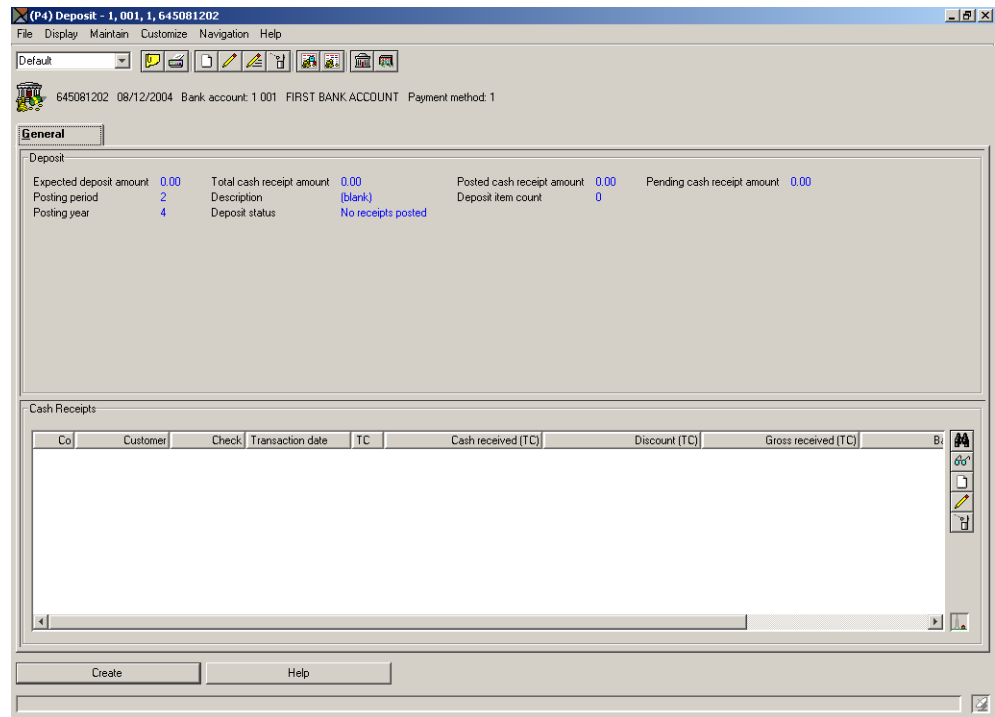 (P4) Deposit - 1, 001, 1, 645081202
File Display Maintain Customize Navigation Help
Default
645081202 08/12/2004 Bank account: 1 001 FIRST BANK ACCOUNT Payment method: 1
General
Deposit
Expected deposit amount 0.00 Total cash receipt amount 0.00 Posted cash receipt amount 0.00 Pending cash receipt amount 0.00
Posting period 2 Description (blank) Deposit item count 0
Posting year 4 Deposit status No receipts posted
Cash Receipts
Co Customer Check Transaction date TC Cash received (TC) Discount (TC) Gross received (TC) Ba
Create Help